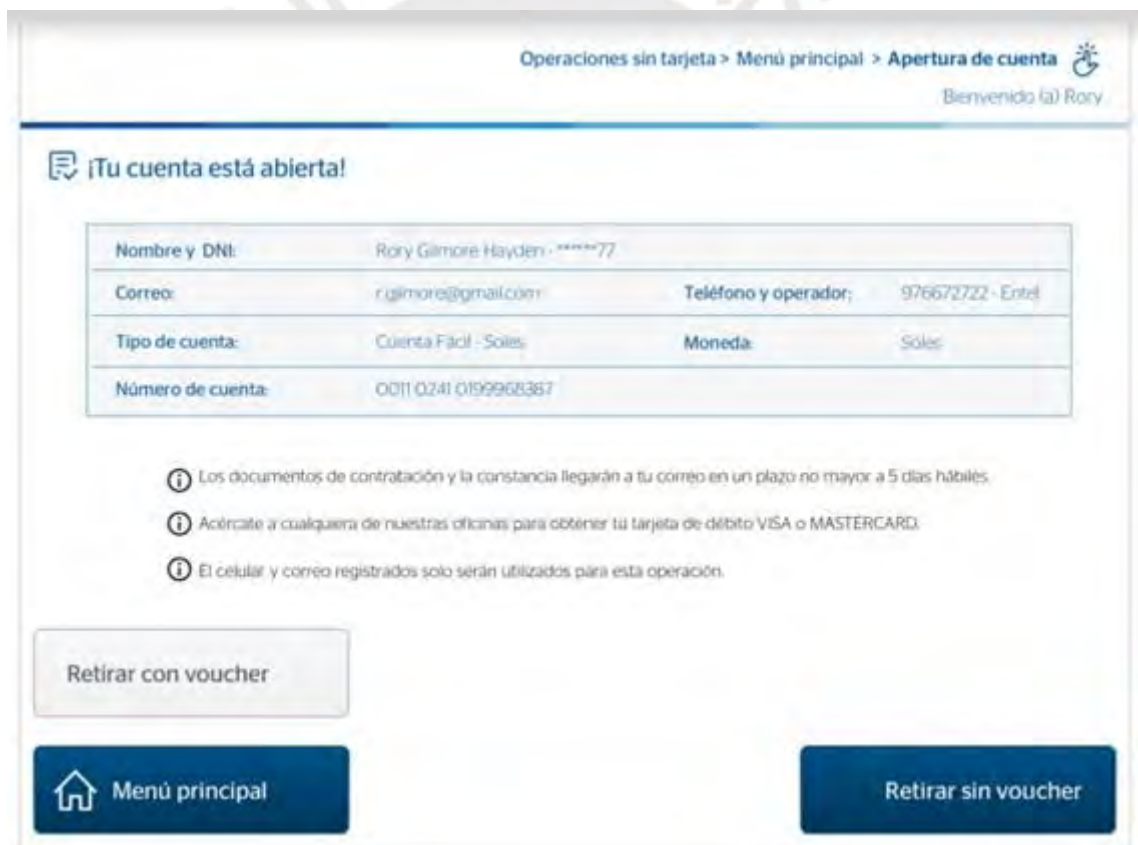 Operaciones sin tarjeta > Menú principal > Apertura de cuenta
Bienvenido (a) Rory
¡Tu cuenta está abierta!
Nombre y DNI: Rory Gilmore Hayden - ******77
Correo: r.gilmore@gmail.com Teléfono y operador: 976672722 - Entel
Tipo de cuenta: Cuenta Fácil - Soles Moneda: Soles
Número de cuenta: 0011 0241 0199968387
Los documentos de contratación y la constancia llegarán a tu correo en un plazo no mayor a 5 días hábiles.
Acércate a cualquiera de nuestras oficinas para obtener tu tarjeta de débito VISA o MASTERCARD.
El celular y correo registrados solo serán utilizados para esta operación.
Retirar con voucher
Menú principal
Retirar sin voucher